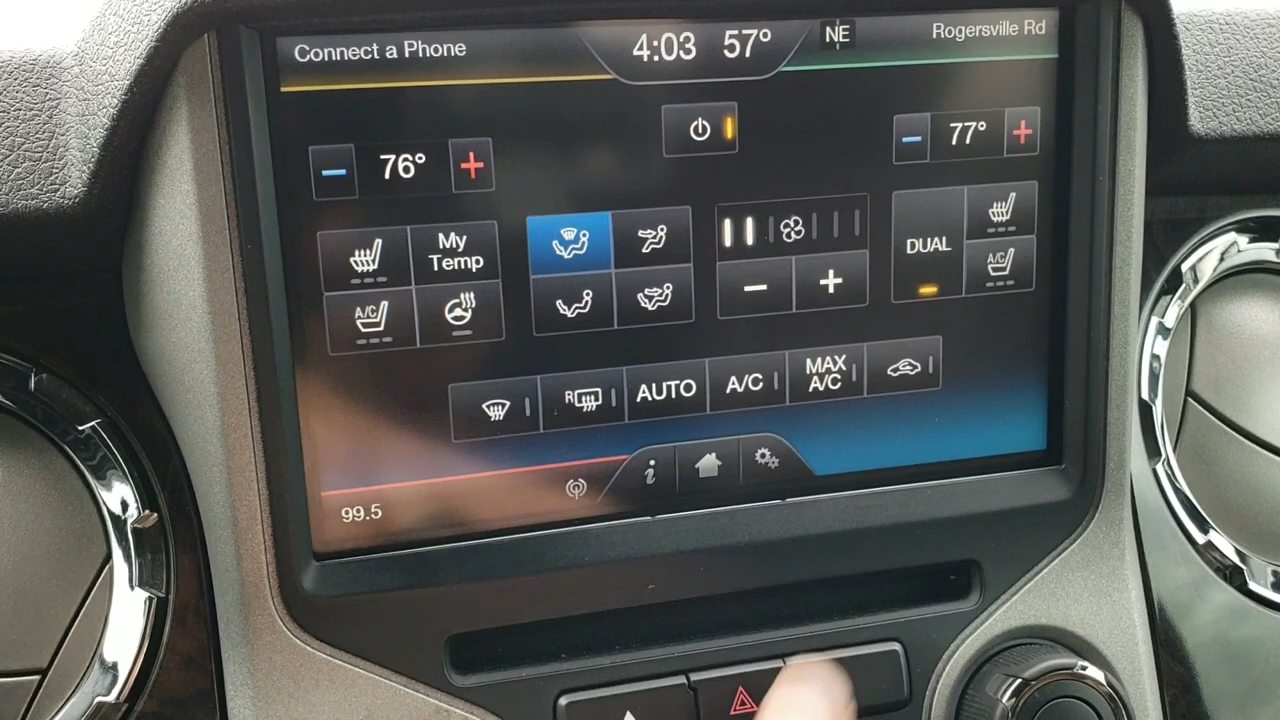 Connect a Phone
4:03 57°
NE
Rogersville Rd
76°
77°
My
Temp
DUAL
A/C
A/C
R
AUTO
A/C
MAX
A/C
99.5